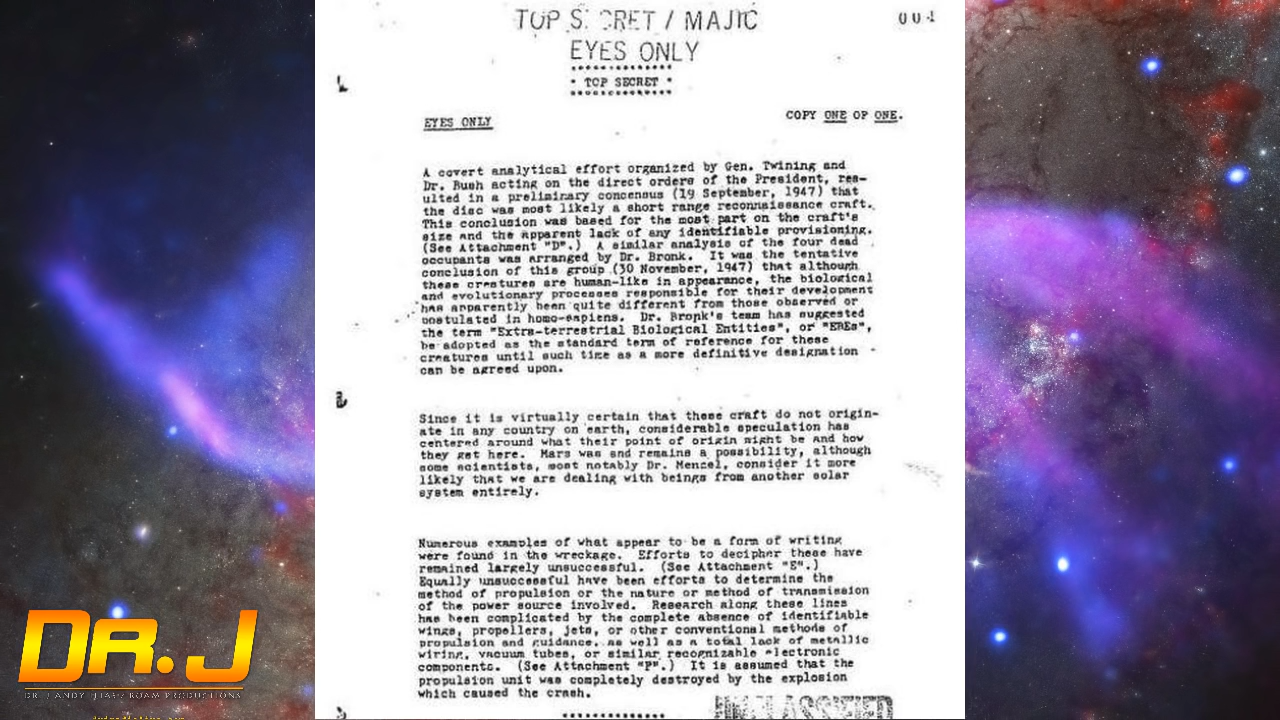 TOP SECRET / MAJIC
004
EYES ONLY
* TOP SECRET *
EYES ONLY
COPY ONE OF ONE.
A covert analytical effort organized by Gen. Twining and
Dr. Bush acting on the direct orders of the President, res-
ulted in a preliminary concensus (19 September, 1947) that
the disc was most likely a short range reconnaissance craft.
This conclusion was based for the most part on the craft's
size and the apparent lack of any identifiable provisioning.
(See Attachment "D".) A similar analysis of the four dead
occupants was arranged by Dr. Bronk. It was the tentative
conclusion of this group (30 November, 1947) that although
these creatures are human-like in appearance, the biological
and evolutionary processes responsible for their development
has apparently been quite different from those observed or
postulated in homo-sapiens. Dr. Bronk's team has suggested
the term "Extra-terrestrial Biological Entities", or "EBEs",
be adopted as the standard term of reference for these
creatures until such time as a more definitive designation
can be agreed upon.
Since it is virtually certain that these craft do not origin-
ate in any country on earth, considerable speculation has
centered around what their point of origin might be and how
they get here. Mars was and remains a possibility, although
some scientists, most notably Dr. Menzel, consider it more
likely that we are dealing with beings from another solar
system entirely.
Numerous examples of what appear to be a form of writing
were found in the wreckage. Efforts to decipher these have
remained largely unsuccessful. (See Attachment "E".)
Equally unsuccessful have been efforts to determine the
method of propulsion or the nature or method of transmission
of the power source involved. Research along these lines
has been complicated by the complete absence of identifiable
wings, propellers, jets, or other conventional methods of
propulsion and guidance, as well as a total lack of metallic
wiring, vacuum tubes, or similar recognizable electronic
components. (See Attachment "F".) It is assumed that the
propulsion unit was completely destroyed by the explosion
which caused the crash.
UNCLASSIFIED
DR. J
PRODUCTIONS